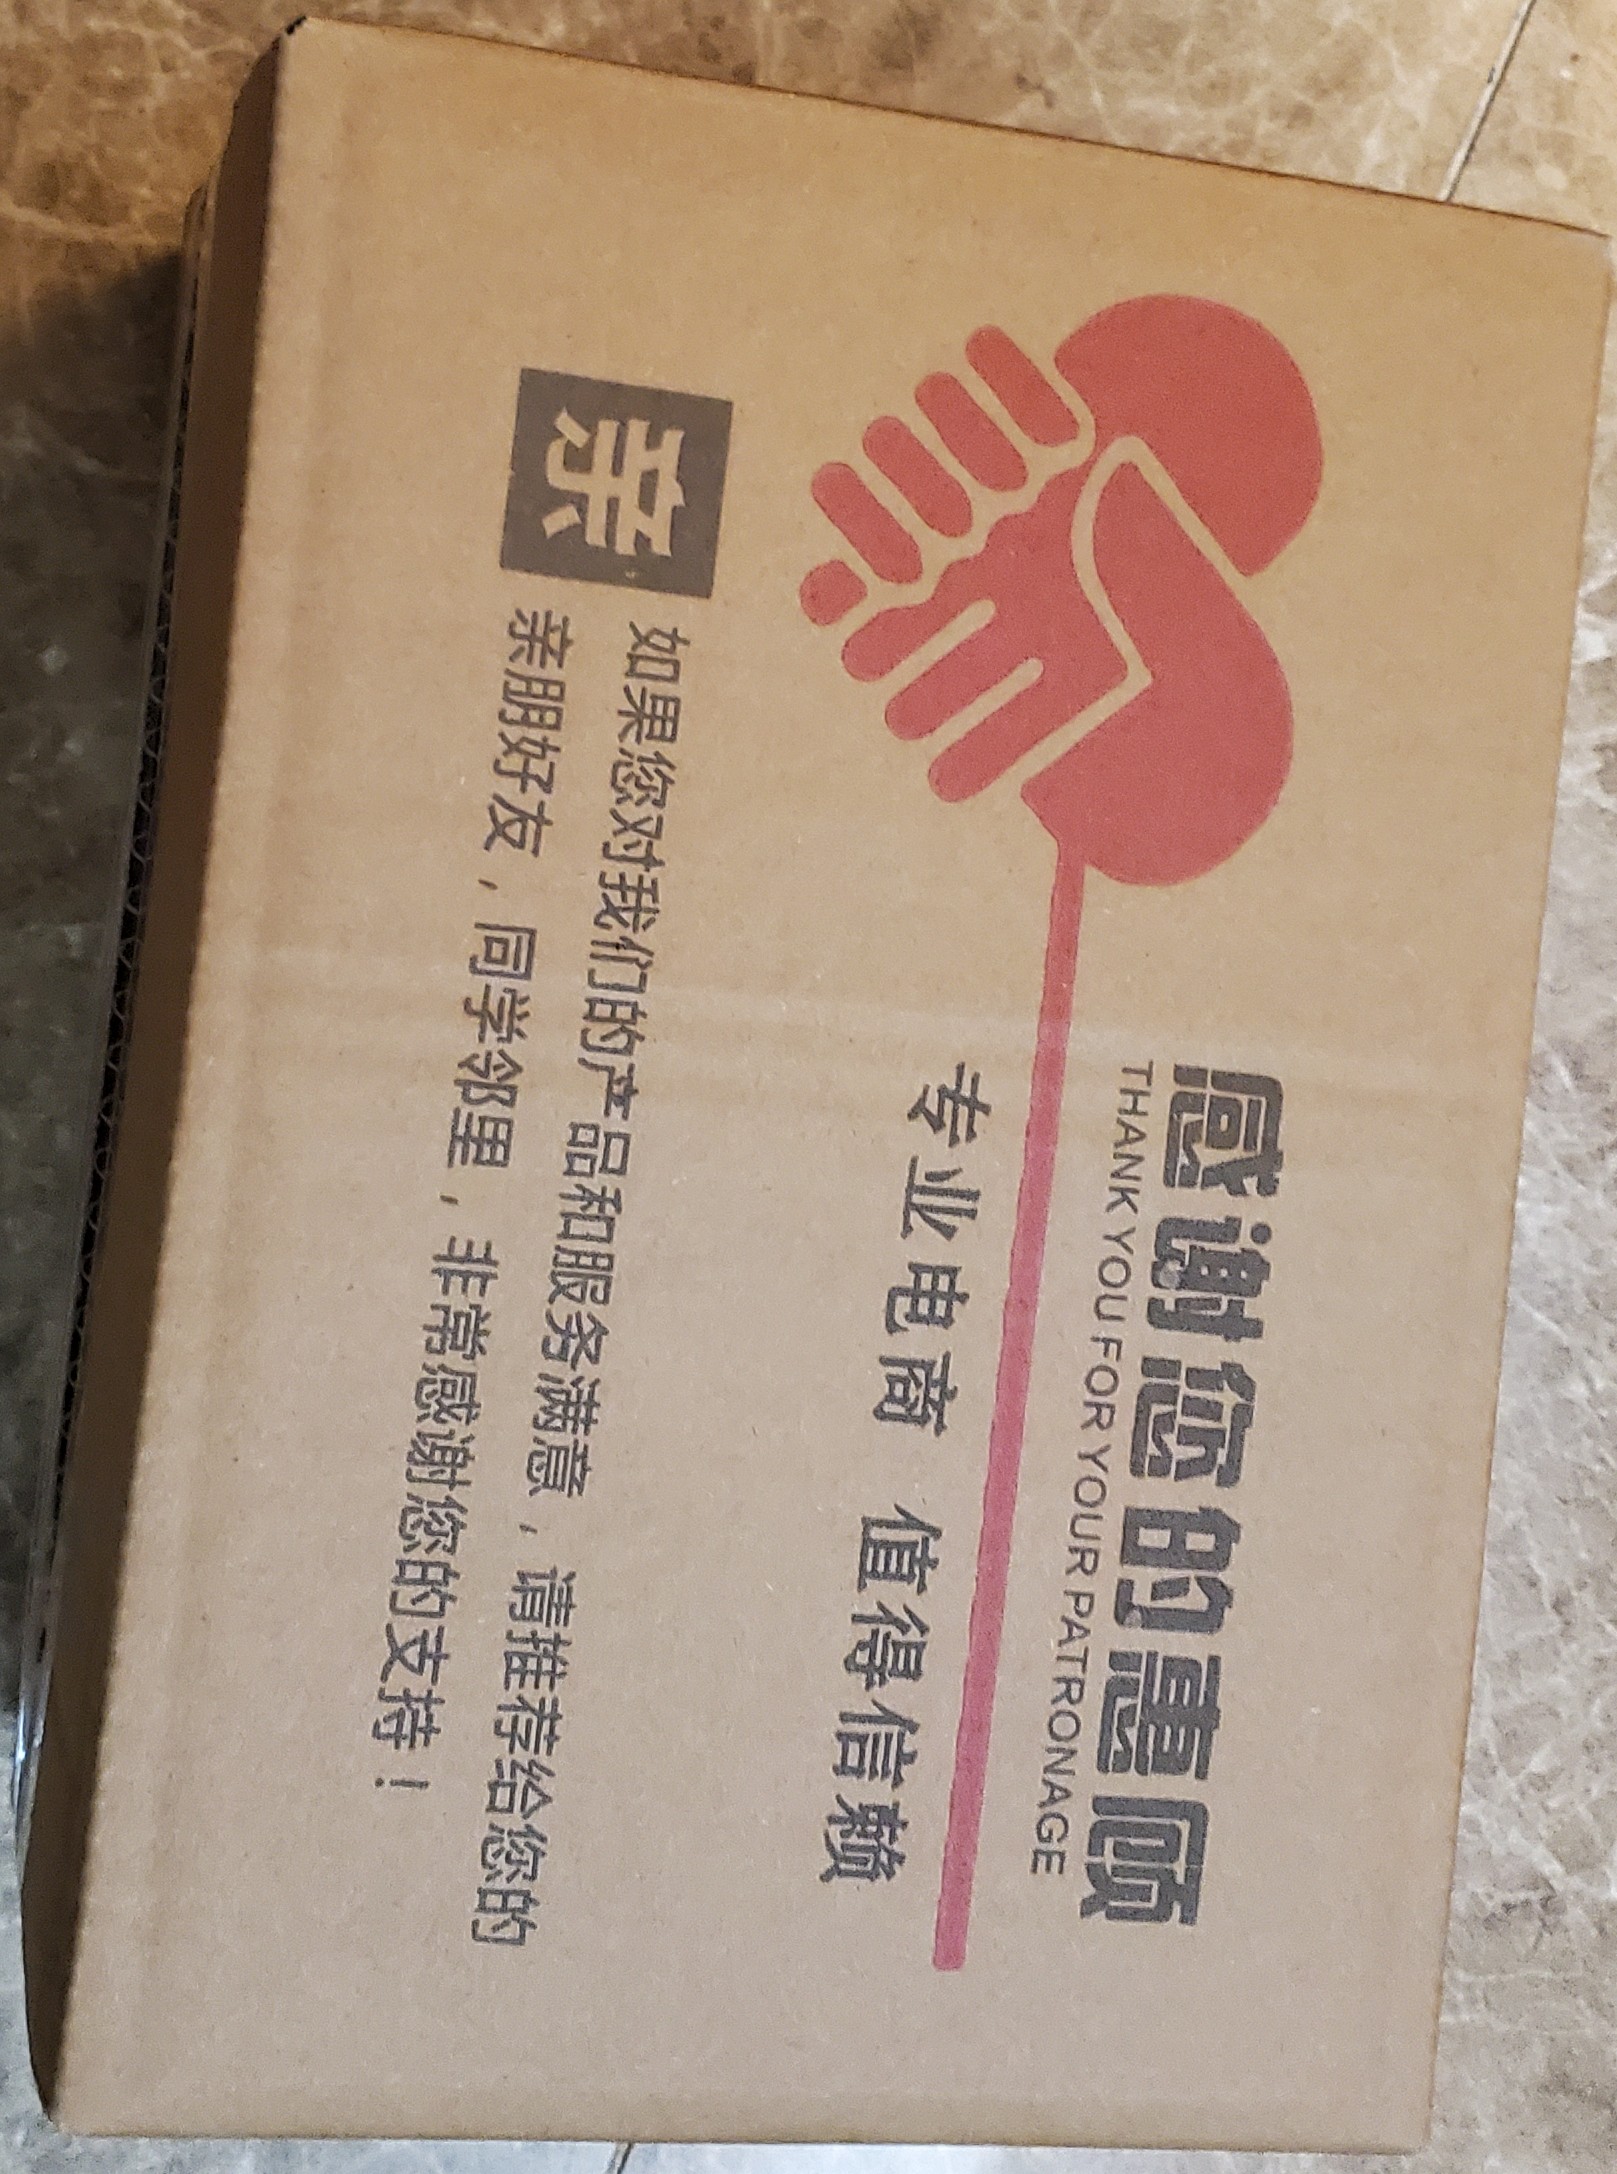 感谢您的惠顾
THANK YOU FOR YOUR PATRONAGE
专业电商 值得信赖
亲
如果您对我们的产品和服务满意，请推荐给您的
亲朋好友，同学邻里，非常感谢您的支持！